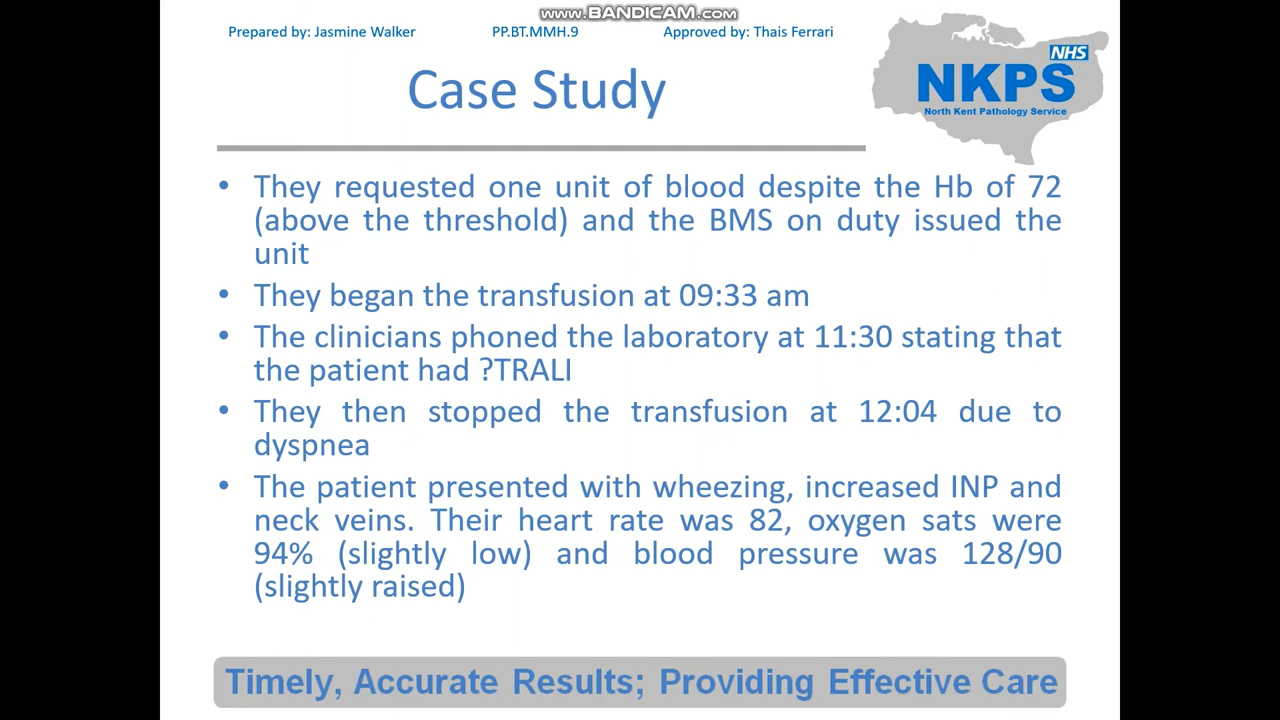 www.BANDICAM.com
Prepared by: Jasmine Walker PP.BT.MMH.9 Approved by: Thais Ferrari
NHS
NKPS
North Kent Pathology Service
Case Study
• They requested one unit of blood despite the Hb of 72
(above the threshold) and the BMS on duty issued the
unit
• They began the transfusion at 09:33 am
• The clinicians phoned the laboratory at 11:30 stating that
the patient had ?TRALI
• They then stopped the transfusion at 12:04 due to
dyspnea
• The patient presented with wheezing, increased INP and
neck veins. Their heart rate was 82, oxygen sats were
94% (slightly low) and blood pressure was 128/90
(slightly raised)
Timely, Accurate Results; Providing Effective Care